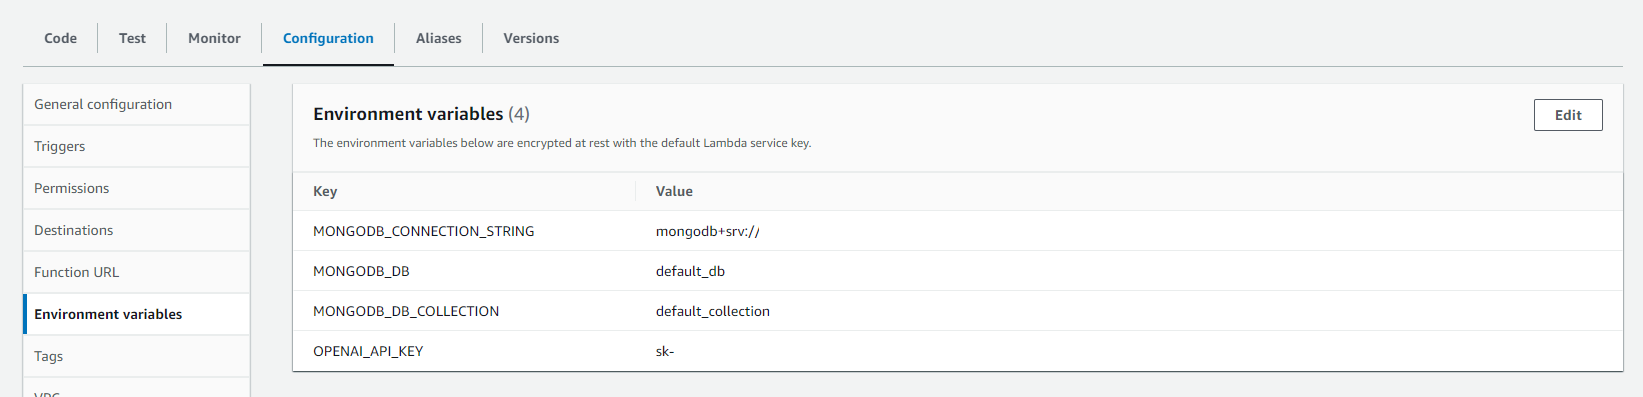 Code Test Monitor Configuration Aliases Versions
General configuration
Triggers
Permissions
Destinations
Function URL
Environment variables
Tags
Environment variables (4)
Edit
The environment variables below are encrypted at rest with the default Lambda service key.
Key Value
MONGODB_CONNECTION_STRING mongodb+srv://
MONGODB_DB default_db
MONGODB_DB_COLLECTION default_collection
OPENAI_API_KEY sk-